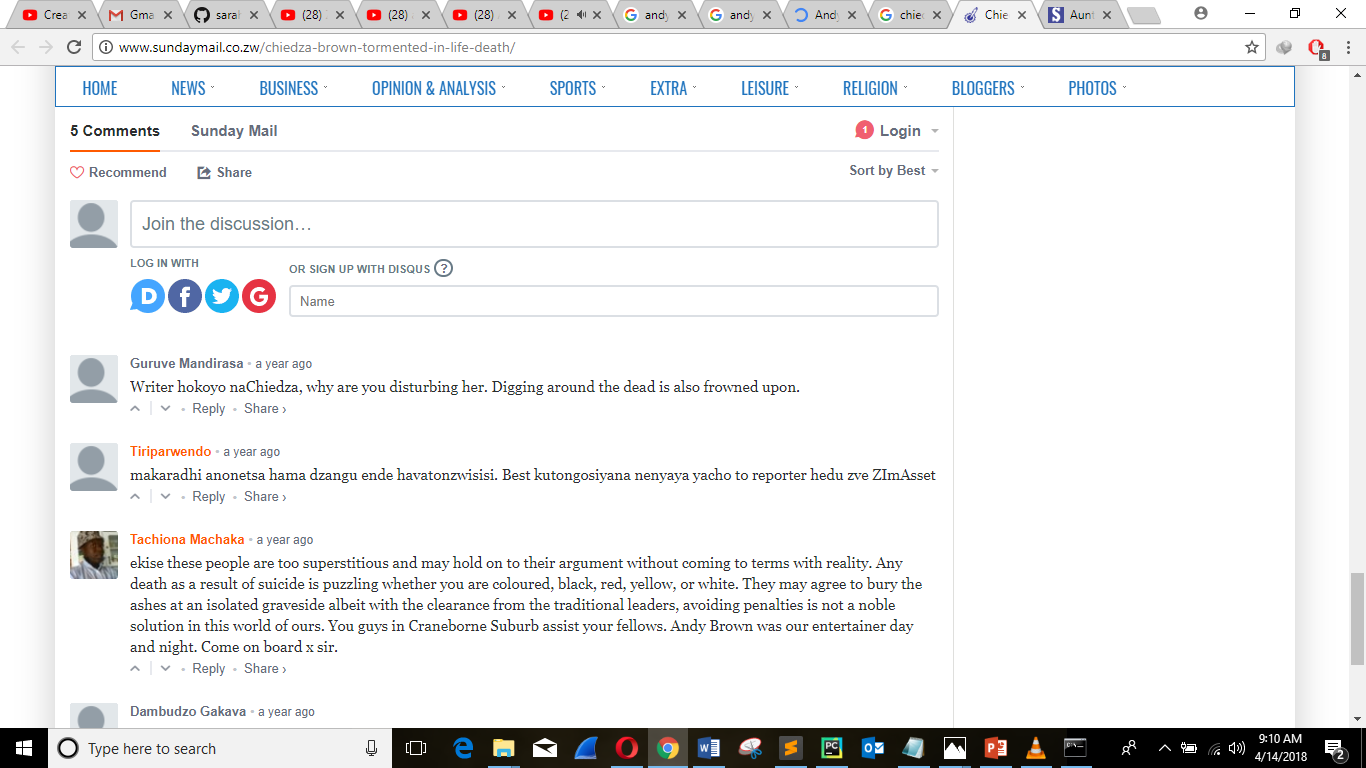 Crea
Gma
sarah
(28)
(28)
(28)
(2
andy
andy
Andy
chie
Chie
Aunt
www.sundaymail.co.zw/chiedza-brown-tormented-in-life-death/
8
HOME NEWS BUSINESS OPINION & ANALYSIS SPORTS EXTRA LEISURE RELIGION BLOGGERS PHOTOS
5 Comments Sunday Mail 1 Login
Recommend Share Sort by Best
Join the discussion…
LOG IN WITH
OR SIGN UP WITH DISQUS ?
Name
Guruve Mandirasa • a year ago
Writer hokoyo naChiedza, why are you disturbing her. Digging around the dead is also frowned upon.
Reply • Share ›
Tiriparwendo • a year ago
makaradhi anonetsa hama dzangu ende havatonzwisisi. Best kutongosiyana nenyaya yacho to reporter hedu zve ZImAsset
Reply • Share ›
Tachiona Machaka • a year ago
ekise these people are too superstitious and may hold on to their argument without coming to terms with reality. Any
death as a result of suicide is puzzling whether you are coloured, black, red, yellow, or white. They may agree to bury the
ashes at an isolated graveside albeit with the clearance from the traditional leaders, avoiding penalties is not a noble
solution in this world of ours. You guys in Craneborne Suburb assist your fellows. Andy Brown was our entertainer day
and night. Come on board x sir.
Reply • Share ›
Dambudzo Gakava • a year ago
Type here to search
9:10 AM
4/14/2018
2